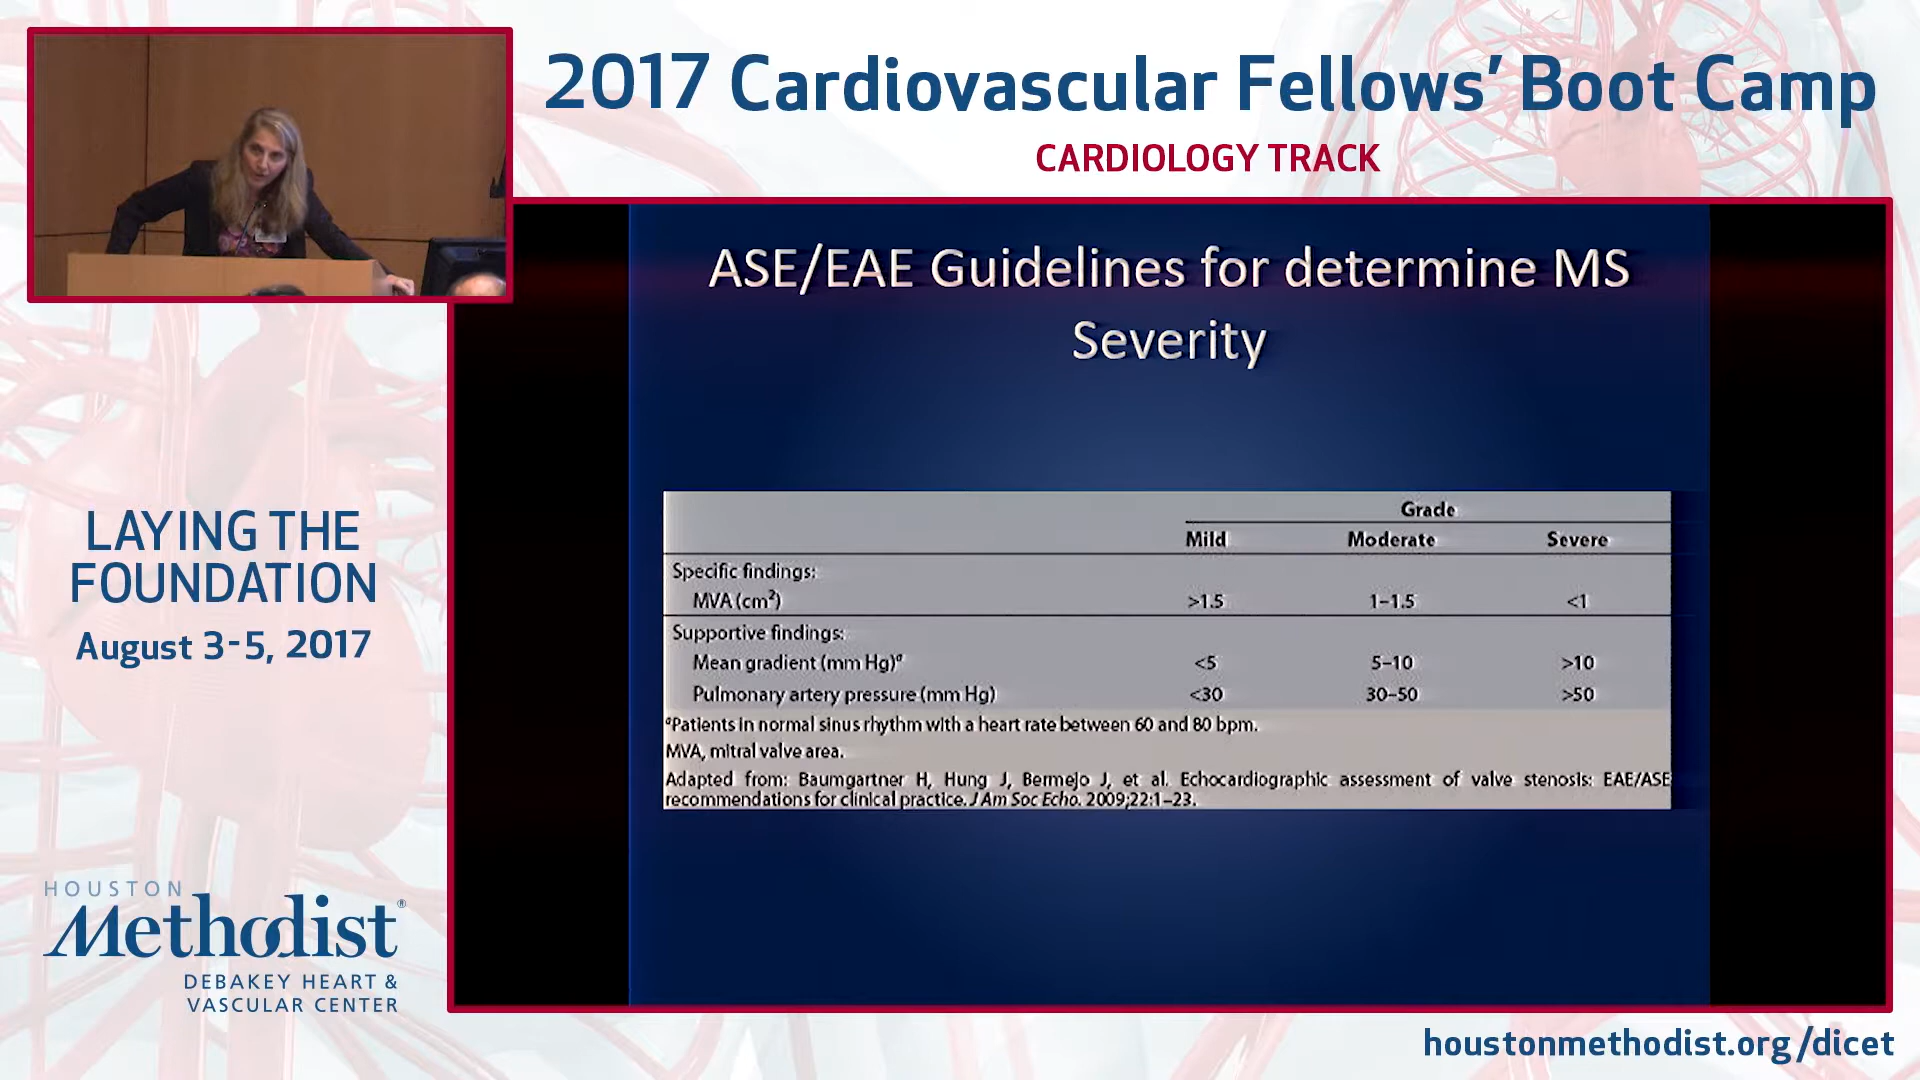 2017 Cardiovascular Fellows’ Boot Camp
CARDIOLOGY TRACK
ASE/EAE Guidelines for determine MS
Severity
Grade
Mild Moderate Severe
Specific findings:
MVA (cm²) >1.5 1–1.5 <1
Supportive findings:
Mean gradient (mm Hg)ᵃ <5 5–10 >10
Pulmonary artery pressure (mm Hg) <30 30–50 >50
ᵃPatients in normal sinus rhythm with a heart rate between 60 and 80 bpm.
MVA, mitral valve area.
Adapted from: Baumgartner H, Hung J, Bermejo J, et al. Echocardiographic assessment of valve stenosis: EAE/ASE
recommendations for clinical practice. J Am Soc Echo. 2009;22:1–23.
LAYING THE
FOUNDATION
August 3-5, 2017
HOUSTON
Methodist®
DEBAKEY HEART &
VASCULAR CENTER
houstonmethodist.org/dicet